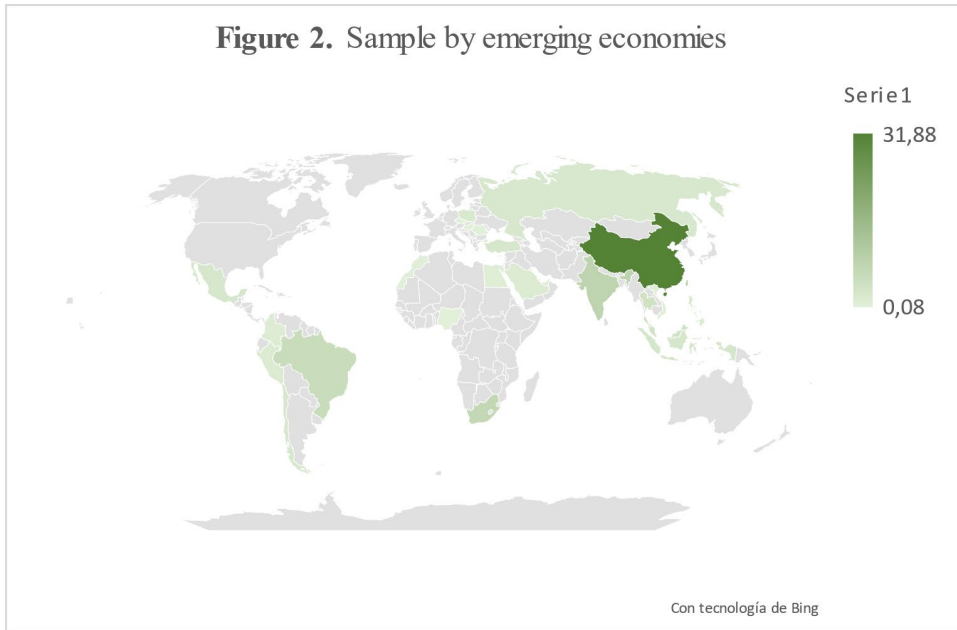 Figure 2. Sample by emerging economies
Serie1
31,88
0,08
Con tecnología de Bing